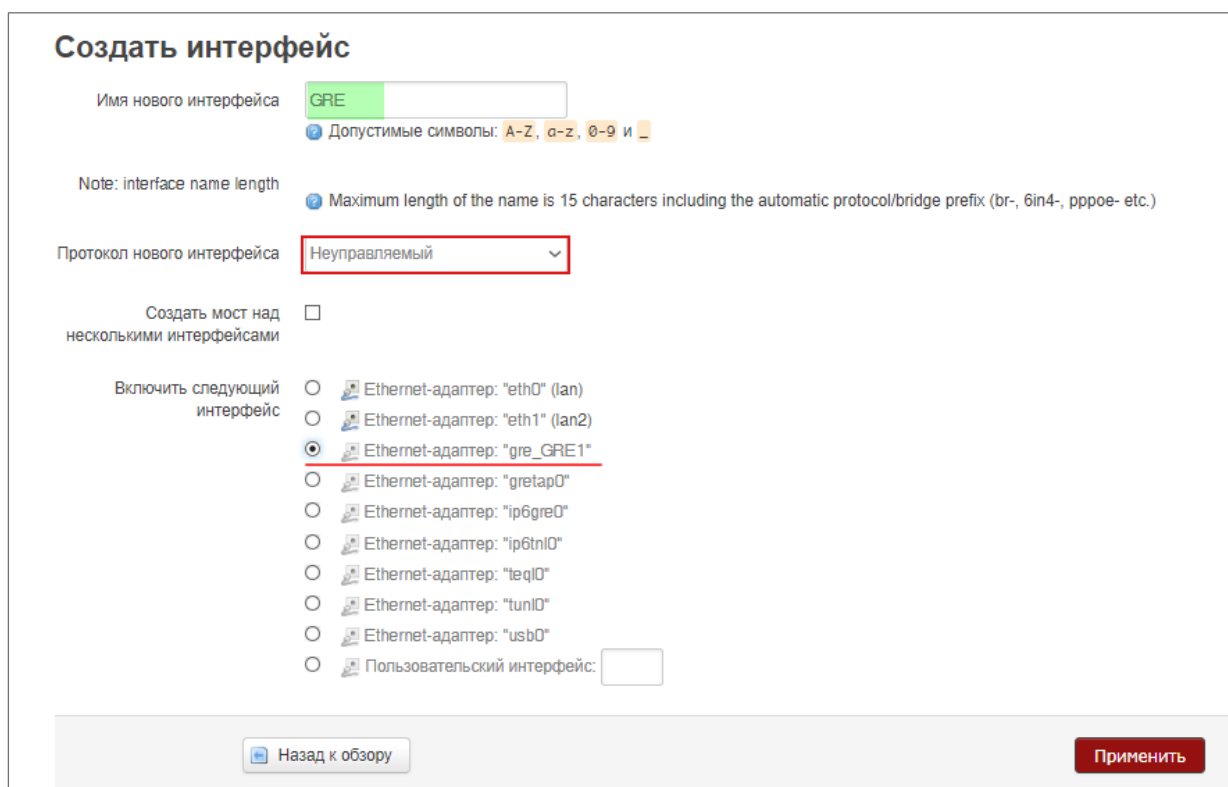 Создать интерфейс
Имя нового интерфейса GRE
Допустимые символы: A-Z, a-z, 0-9 и _
Note: interface name length
Maximum length of the name is 15 characters including the automatic protocol/bridge prefix (br-, 6in4-, pppoe- etc.)
Протокол нового интерфейса Неуправляемый
Создать мост над
несколькими интерфейсами
Включить следующий
интерфейс
Ethernet-адаптер: "eth0" (lan)
Ethernet-адаптер: "eth1" (lan2)
Ethernet-адаптер: "gre_GRE1"
Ethernet-адаптер: "gretap0"
Ethernet-адаптер: "ip6gre0"
Ethernet-адаптер: "ip6tnl0"
Ethernet-адаптер: "teql0"
Ethernet-адаптер: "tunl0"
Ethernet-адаптер: "usb0"
Пользовательский интерфейс:
Назад к обзору Применить